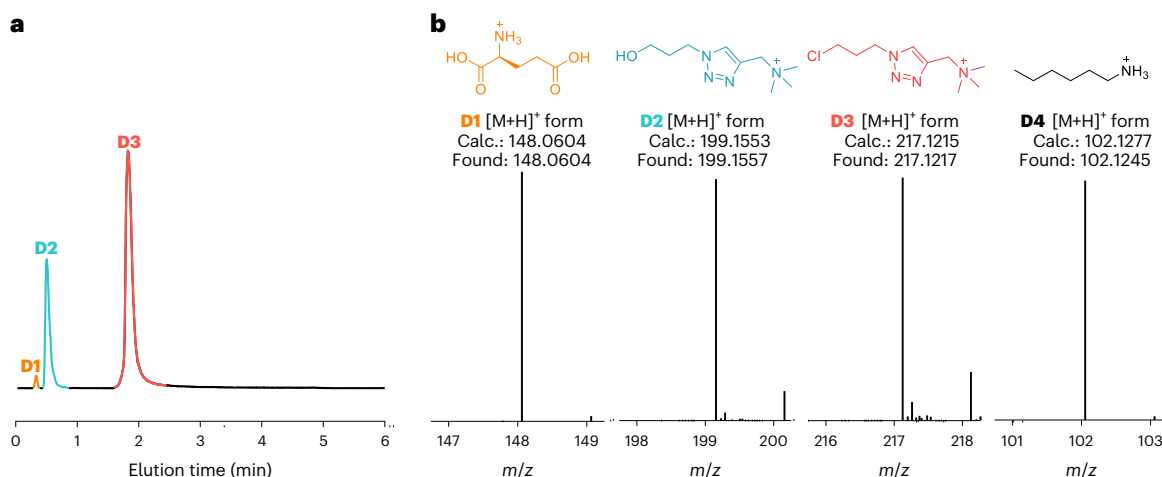 a
D3
D2
D1
0 1 2 3 4 5 6
Elution time (min)
b
+
NH3
HO OH
O O
D1 [M+H]+ form
Calc.: 148.0604
Found: 148.0604
147 148 149
m/z
HO N + N
N N
D2 [M+H]+ form
Calc.: 199.1553
Found: 199.1557
198 199 200
m/z
Cl N + N
N N
D3 [M+H]+ form
Calc.: 217.1215
Found: 217.1217
216 217 218
m/z
+
NH3
D4 [M+H]+ form
Calc.: 102.1277
Found: 102.1245
101 102 103
m/z